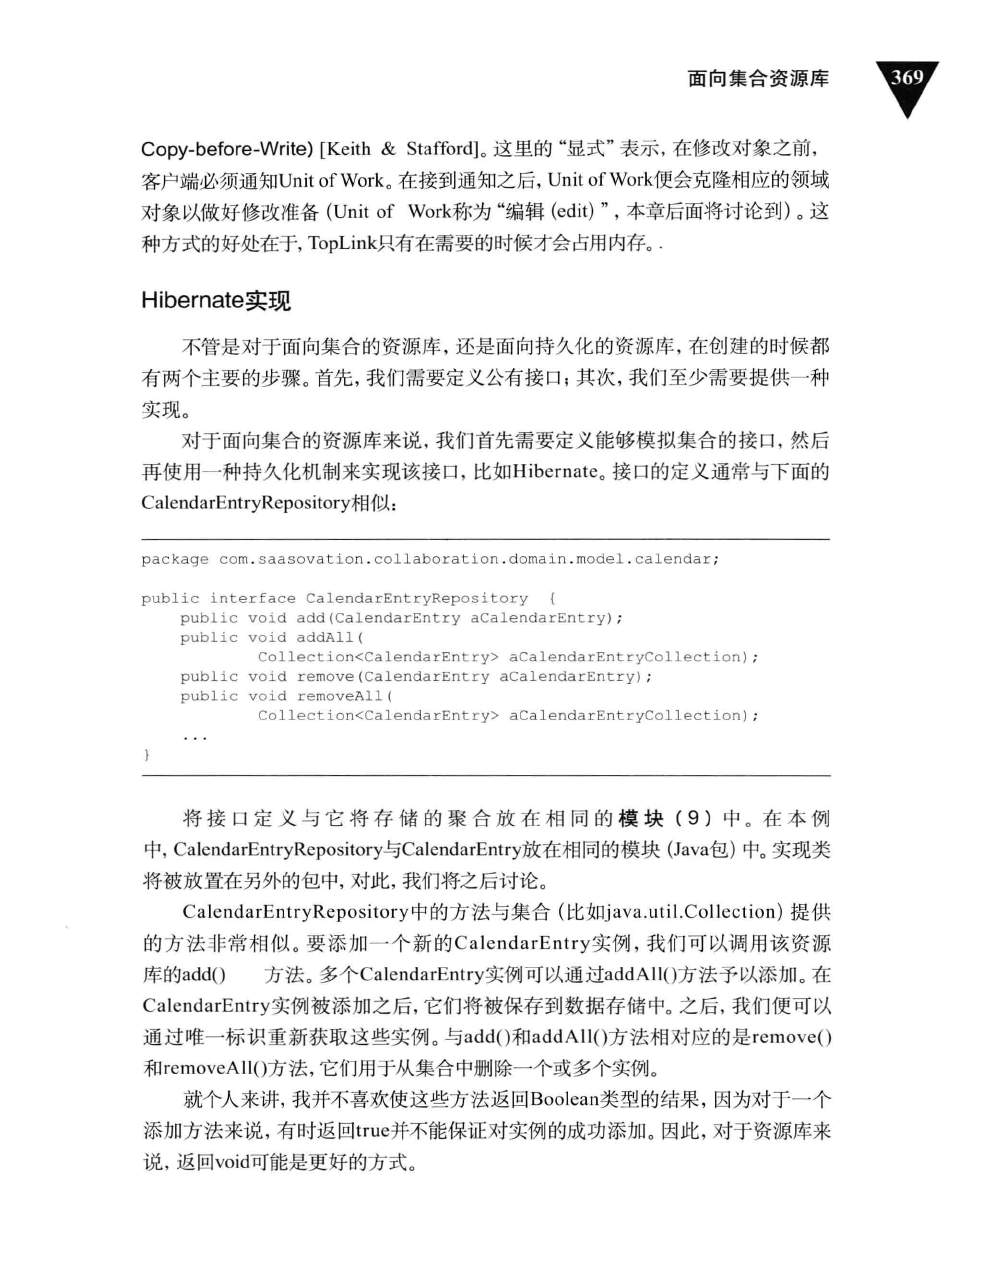 面向集合资源库
369
Copy-before-Write) [Keith & Stafford]。这里的“显式”表示, 在修改对象之前,
客户端必须通知Unit of Work。在接到通知之后, Unit of Work便会克隆相应的领域
对象以做好修改准备 (Unit of Work称为“编辑 (edit) ”, 本章后面将讨论到) 。这
种方式的好处在于, TopLink只有在需要的时候才会占用内存。.
Hibernate实现
不管是对于面向集合的资源库, 还是面向持久化的资源库, 在创建的时候都
有两个主要的步骤。首先, 我们需要定义公有接口; 其次, 我们至少需要提供一种
实现。
对于面向集合的资源库来说, 我们首先需要定义能够模拟集合的接口, 然后
再使用一种持久化机制来实现该接口, 比如Hibernate。接口的定义通常与下面的
CalendarEntryRepository相似:
package com.saasovation.collaboration.domain.model.calendar;
public interface CalendarEntryRepository {
public void add(CalendarEntry aCalendarEntry);
public void addAll(
Collection<CalendarEntry> aCalendarEntryCollection);
public void remove(CalendarEntry aCalendarEntry);
public void removeAll(
Collection<CalendarEntry> aCalendarEntryCollection);
...
}
将接口定义与它将存储的聚合放在相同的模块 (9) 中。在本例
中, CalendarEntryRepository与CalendarEntry放在相同的模块 (Java包) 中。实现类
将被放置在另外的包中, 对此, 我们将之后讨论。
CalendarEntryRepository中的方法与集合 (比如java.util.Collection) 提供
的方法非常相似。要添加一个新的CalendarEntry实例, 我们可以调用该资源
库的add() 方法。多个CalendarEntry实例可以通过addAll()方法予以添加。在
CalendarEntry实例被添加之后, 它们将被保存到数据存储中。之后, 我们便可以
通过唯一标识重新获取这些实例。与add()和addAll()方法相对应的是remove()
和removeAll()方法, 它们用于从集合中删除一个或多个实例。
就个人来讲, 我并不喜欢使这些方法返回Boolean类型的结果, 因为对于一个
添加方法来说, 有时返回true并不能保证对实例的成功添加。因此, 对于资源库来
说, 返回void可能是更好的方式。